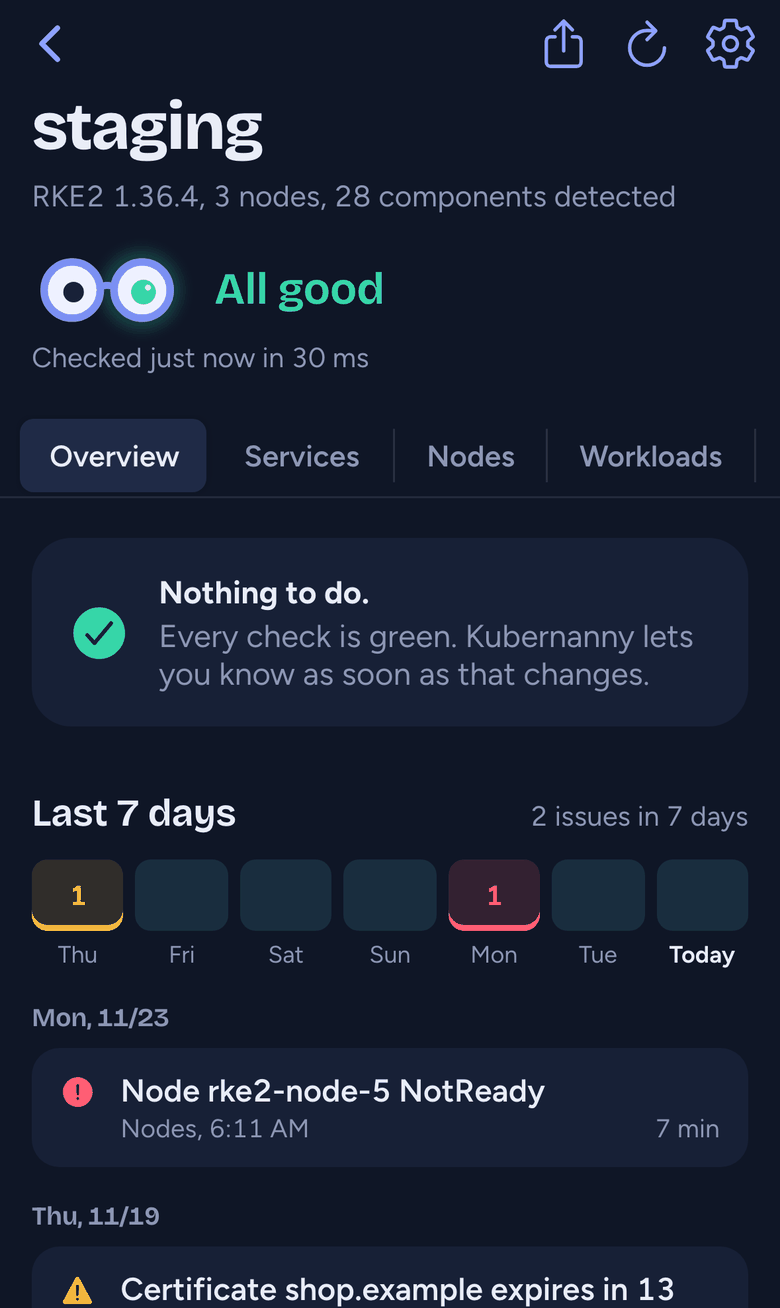 staging
RKE2 1.36.4, 3 nodes, 28 components detected
All good
Checked just now in 30 ms
Overview
Services
Nodes
Workloads
Nothing to do.
Every check is green. Kubernanny lets
you know as soon as that changes.
Last 7 days
2 issues in 7 days
1
1
Thu
Fri
Sat
Sun
Mon
Tue
Today
Mon, 11/23
Node rke2-node-5 NotReady
Nodes, 6:11 AM
7 min
Thu, 11/19
Certificate shop.example expires in 13